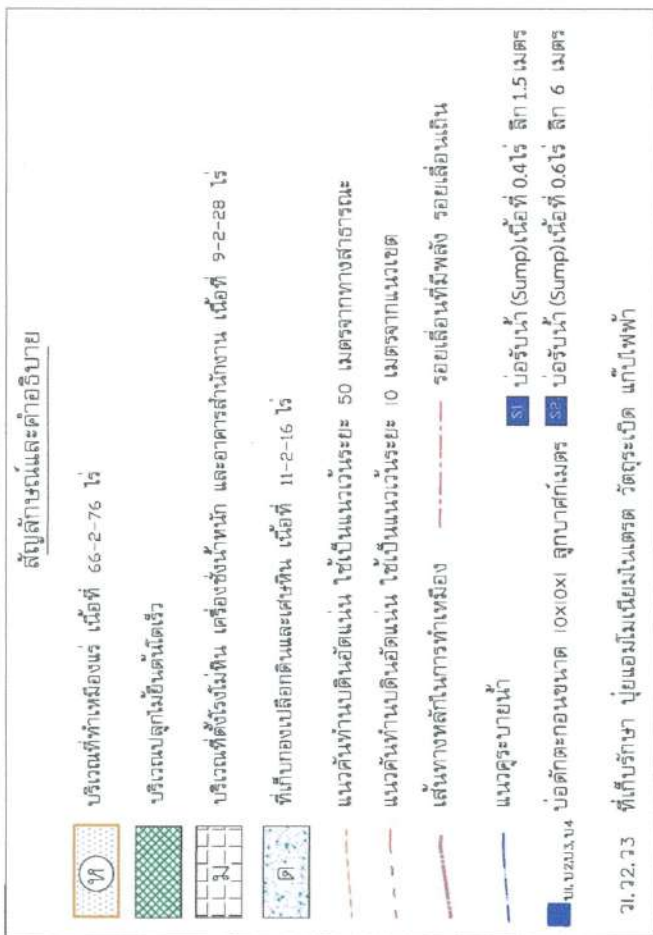 สัญลักษณ์และคำอธิบาย
ห บริเวณที่ทำเหมืองแร่ เนื้อที่ 66-2-76 ไร่
บริเวณปลูกไม้ยืนต้นโตเร็ว
ม บริเวณที่ตั้งโรงโม่หิน เครื่องชั่งน้ำหนัก และอาคารสำนักงาน เนื้อที่ 9-2-28 ไร่
ด ที่เก็บกองเปลือกดินและเศษหิน เนื้อที่ 11-2-16 ไร่
แนวคันทำนบดินอัดแน่น ใช้เป็นแนวเว้นระยะ 50 เมตรจากทางสาธารณะ
แนวคันทำนบดินอัดแน่น ใช้เป็นแนวเว้นระยะ 10 เมตรจากแนวเขต
เส้นทางหลักในการทำเหมือง รอยเลื่อนที่มีพลัง รอยเลื่อนเถิน
แนวคูระบายน้ำ S1 บ่อรับน้ำ (Sump)เนื้อที่ 0.4ไร่ ลึก 1.5 เมตร
บ1,บ2,บ3,บ4 บ่อดักตะกอนขนาด 10x10x1 ลูกบาศก์เมตร S2 บ่อรับน้ำ (Sump)เนื้อที่ 0.6ไร่ ลึก 6 เมตร
ว1,ว2,ว3 ที่เก็บรักษา ปุ๋ยแอมโมเนียมไนเตรต วัตถุระเบิด แก๊ปไฟฟ้า